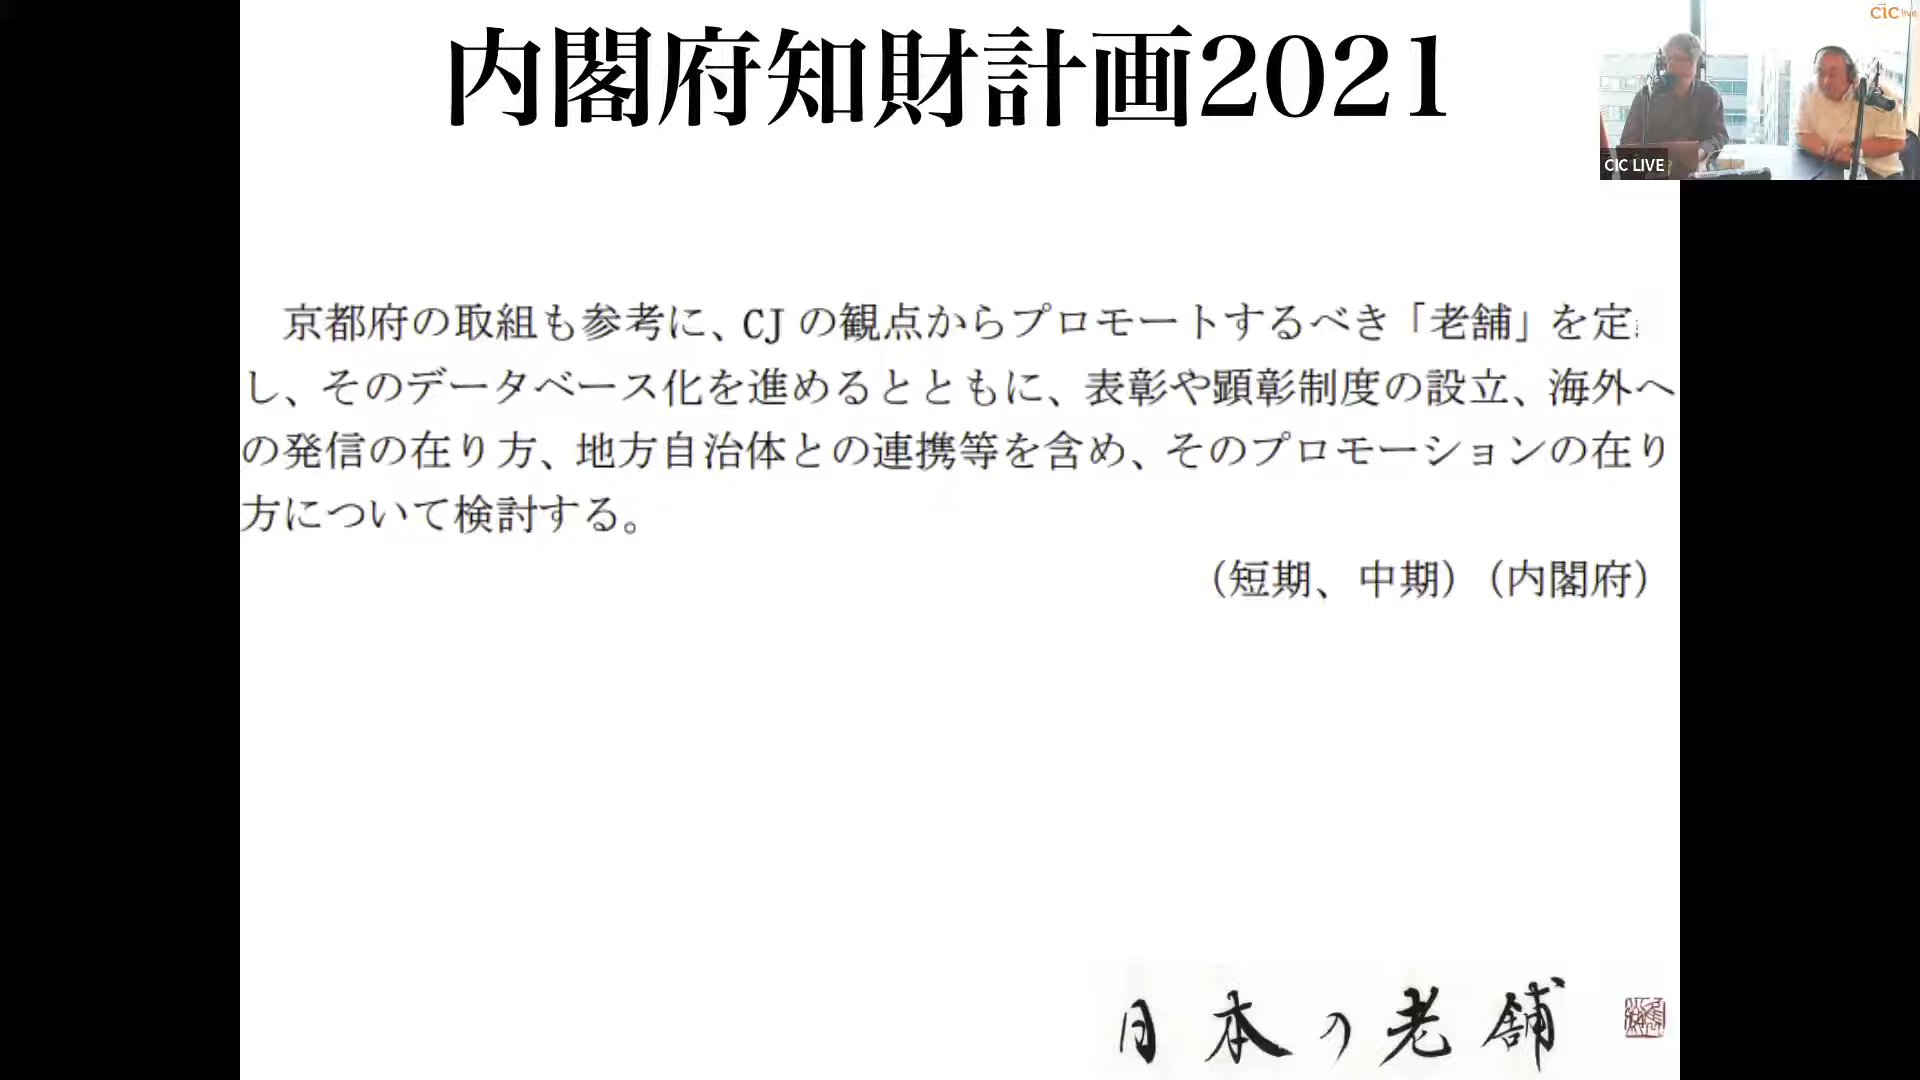 内閣府知財計画2021
CIC live
CIC LIVE
京都府の取組も参考に、CJ の観点からプロモートするべき「老舗」を定
し、そのデータベース化を進めるとともに、表彰や顕彰制度の設立、海外へ
の発信の在り方、地方自治体との連携等を含め、そのプロモーションの在り
方について検討する。
（短期、中期）（内閣府）
日本の老舗